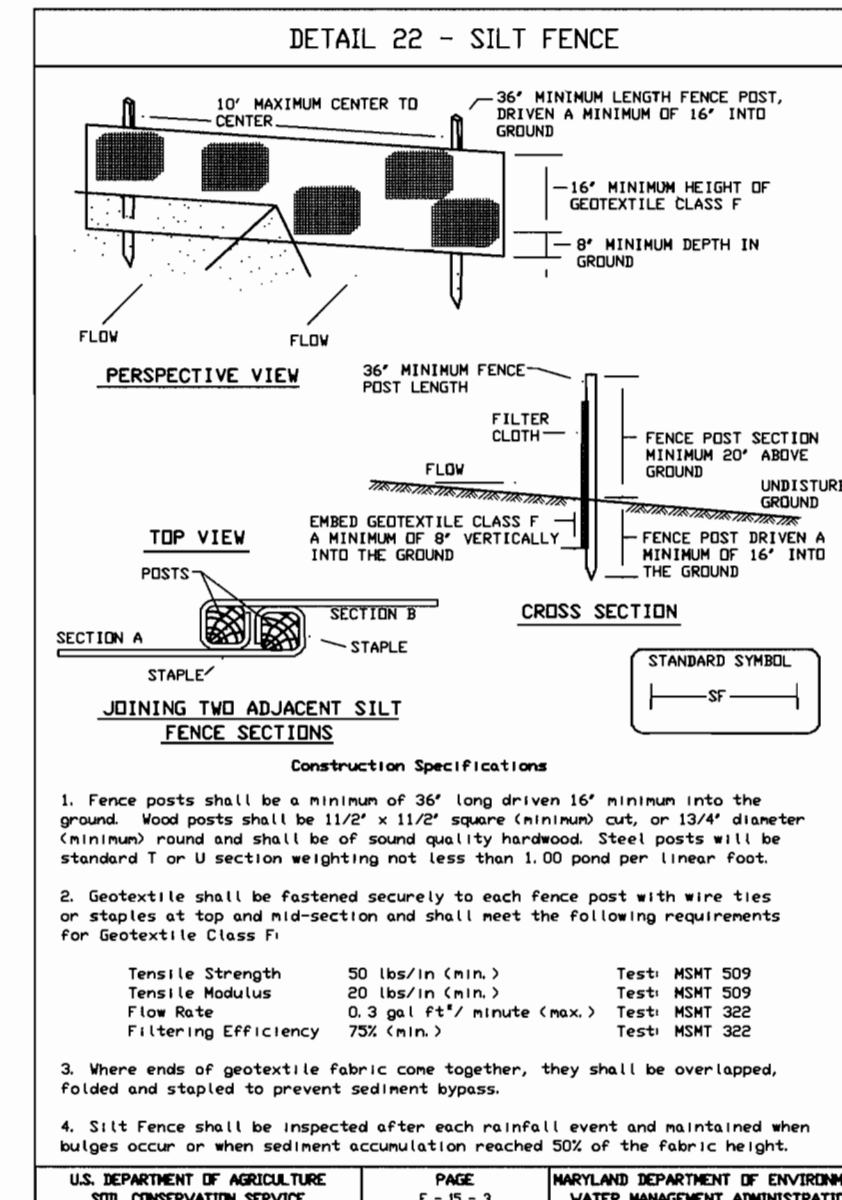 DETAIL 22 - SILT FENCE
10' MAXIMUM CENTER TO
CENTER
36" MINIMUM LENGTH FENCE POST,
DRIVEN A MINIMUM OF 16" INTO
GROUND
16" MINIMUM HEIGHT OF
GEOTEXTILE CLASS F
8" MINIMUM DEPTH IN
GROUND
FLOW
FLOW
PERSPECTIVE VIEW
36" MINIMUM FENCE
POST LENGTH
FILTER
CLOTH
FENCE POST SECTION
MINIMUM 20" ABOVE
GROUND
FLOW
UNDISTUR
GROUND
EMBED GEOTEXTILE CLASS F
A MINIMUM OF 8" VERTICALLY
INTO THE GROUND
FENCE POST DRIVEN A
MINIMUM OF 16" INTO
THE GROUND
CROSS SECTION
TOP VIEW
POSTS
SECTION B
SECTION A
STAPLE
STAPLE
JOINING TWO ADJACENT SILT
FENCE SECTIONS
STANDARD SYMBOL
SF
Construction Specifications
1. Fence posts shall be a minimum of 36" long driven 16" minimum into the
ground. Wood posts shall be 11/2" x 11/2" square (minimum) cut, or 13/4" diameter
(minimum) round and shall be of sound quality hardwood. Steel posts will be
standard T or U section weighting not less than 1.00 pond per linear foot.
2. Geotextile shall be fastened securely to each fence post with wire ties
or staples at top and mid-section and shall meet the following requirements
for Geotextile Class F:
Tensile Strength 50 lbs/in (min.) Test: MSMT 509
Tensile Modulus 20 lbs/in (min.) Test: MSMT 509
Flow Rate 0.3 gal ft²/ minute (max.) Test: MSMT 322
Filtering Efficiency 75% (min.) Test: MSMT 322
3. Where ends of geotextile fabric come together, they shall be overlapped,
folded and stapled to prevent sediment bypass.
4. Silt Fence shall be inspected after each rainfall event and maintained when
bulges occur or when sediment accumulation reached 50% of the fabric height.
U.S. DEPARTMENT OF AGRICULTURE
SOIL CONSERVATION SERVICE
PAGE
E - 15 - 3
MARYLAND DEPARTMENT OF ENVIRONM
WATER MANAGEMENT ADMINISTRATIO